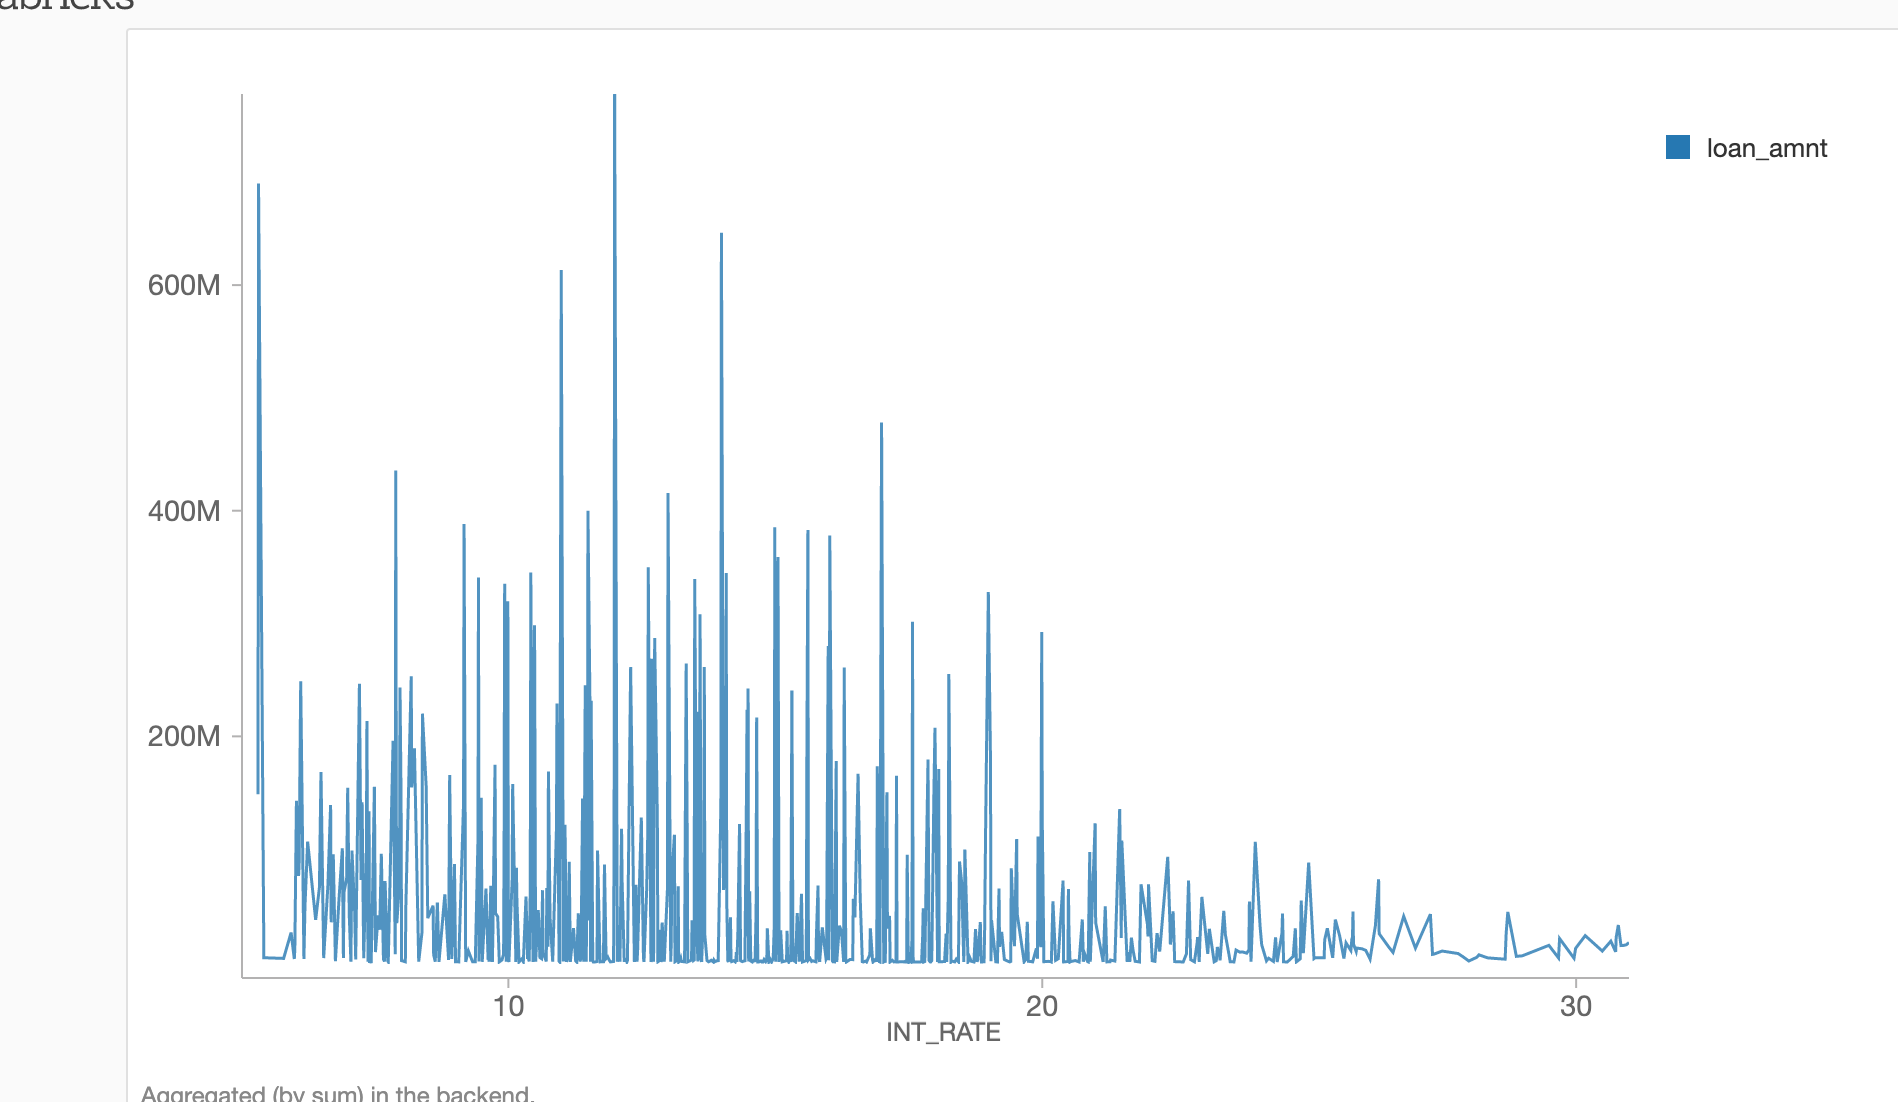 loan_amnt
600M
400M
200M
10
20
30
INT_RATE
Aggregated (by sum) in the backend.